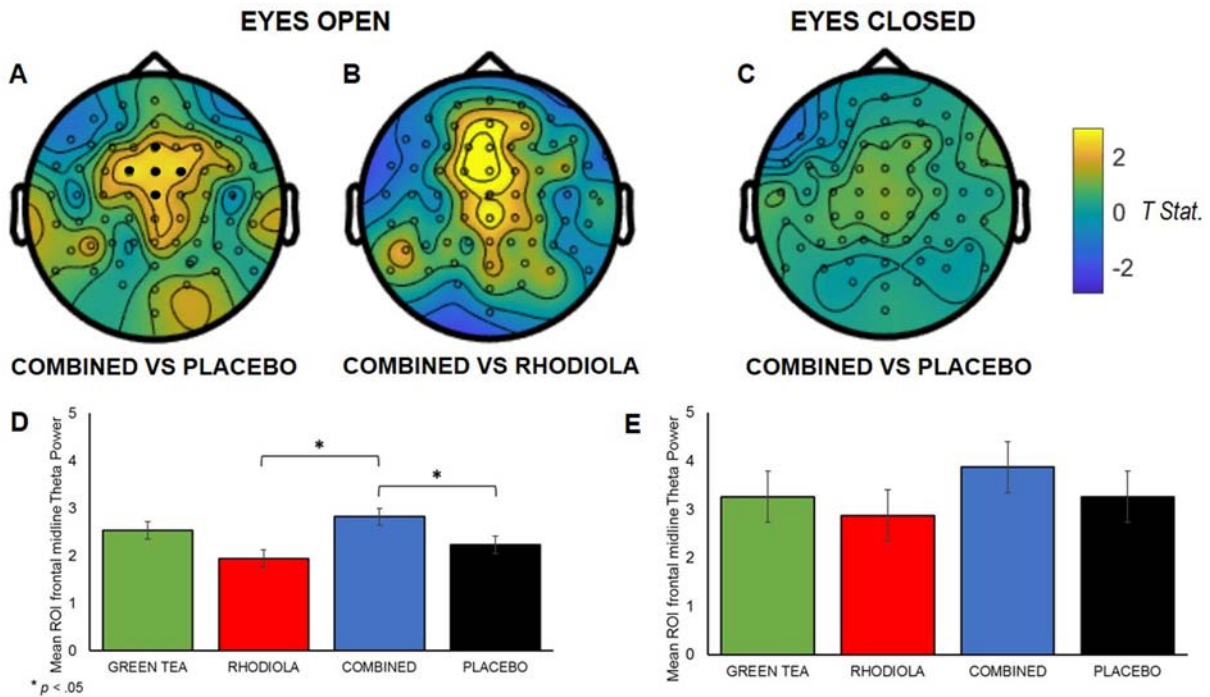 EYES OPEN
EYES CLOSED
A
B
C
2
0
-2
T Stat.
COMBINED VS PLACEBO
COMBINED VS RHODIOLA
COMBINED VS PLACEBO
D
Mean ROI frontal midline Theta Power
5
4
3
2
1
0
*
*
GREEN TEA
RHODIOLA
COMBINED
PLACEBO
* p < .05
E
Mean ROI frontal midline Theta Power
5
4
3
2
1
0
GREEN TEA
RHODIOLA
COMBINED
PLACEBO